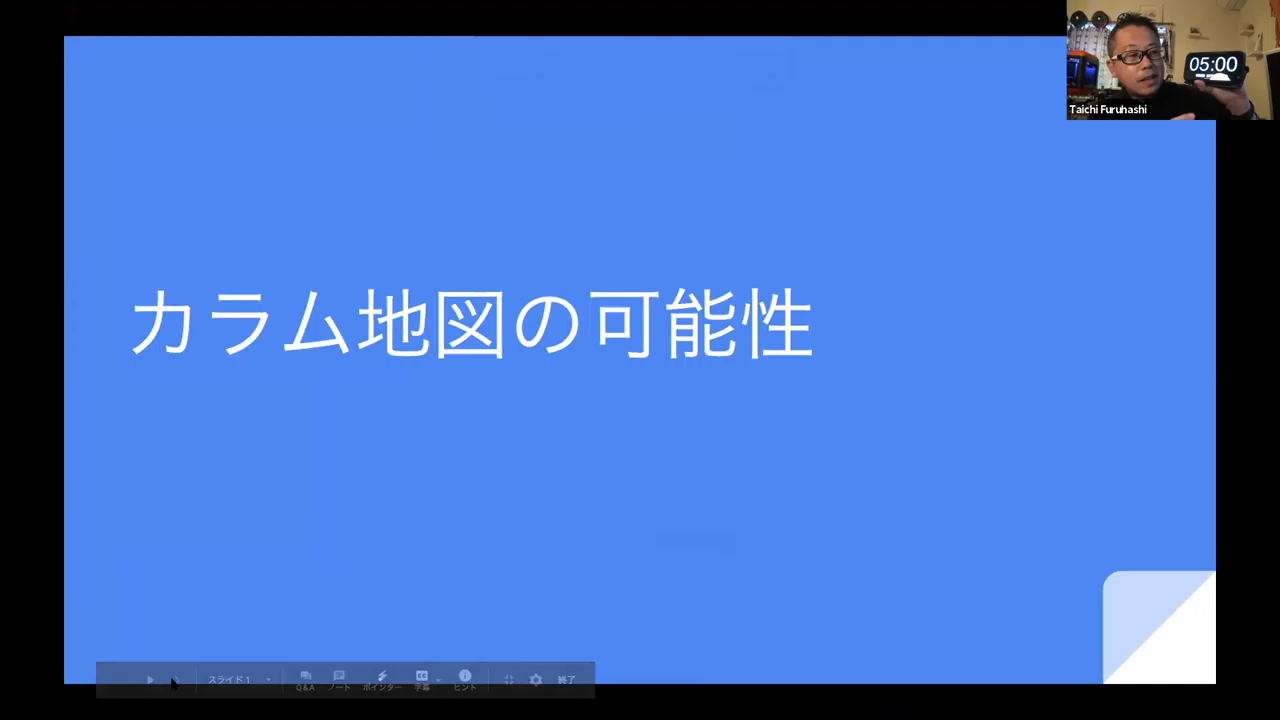 05:00
Taichi Furuhashi
カラム地図の可能性
スライド 1
Q&A
ノート
ポインター
字幕
ヒント
終了